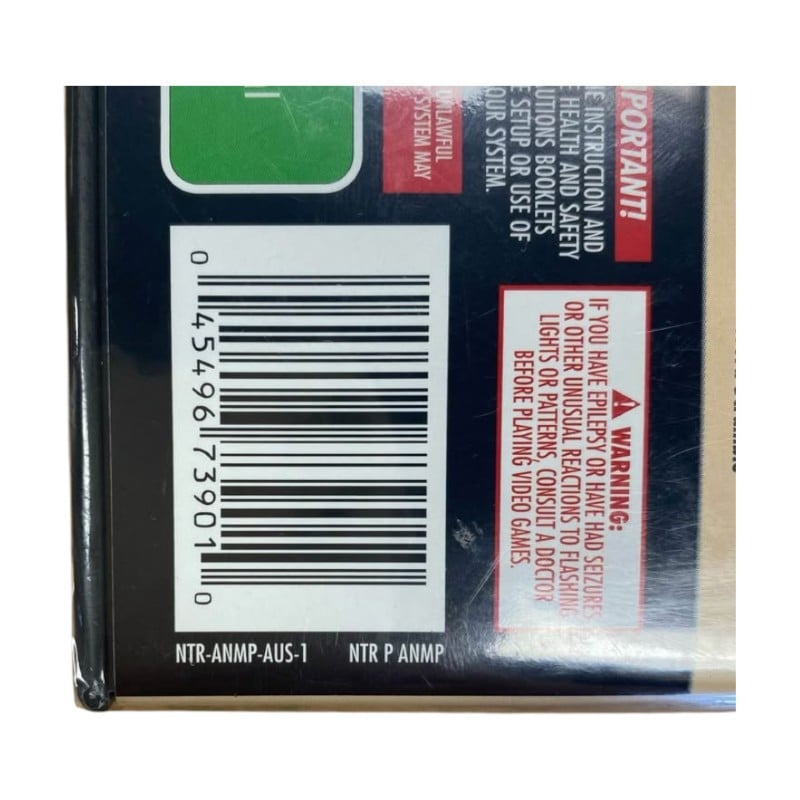 UNLAWFUL
SYSTEM MAY
IMPORTANT!
INSTRUCTION AND
HEALTH AND SAFETY
BOOKLETS
SETUP OR USE OF
YOUR SYSTEM.
⚠ WARNING:
IF YOU HAVE EPILEPSY OR HAVE HAD SEIZURES
OR OTHER UNUSUAL REACTIONS TO FLASHING
LIGHTS OR PATTERNS, CONSULT A DOCTOR
BEFORE PLAYING VIDEO GAMES.
0 45496 73901 0
NTR-ANMP-AUS-1 NTR P ANMP